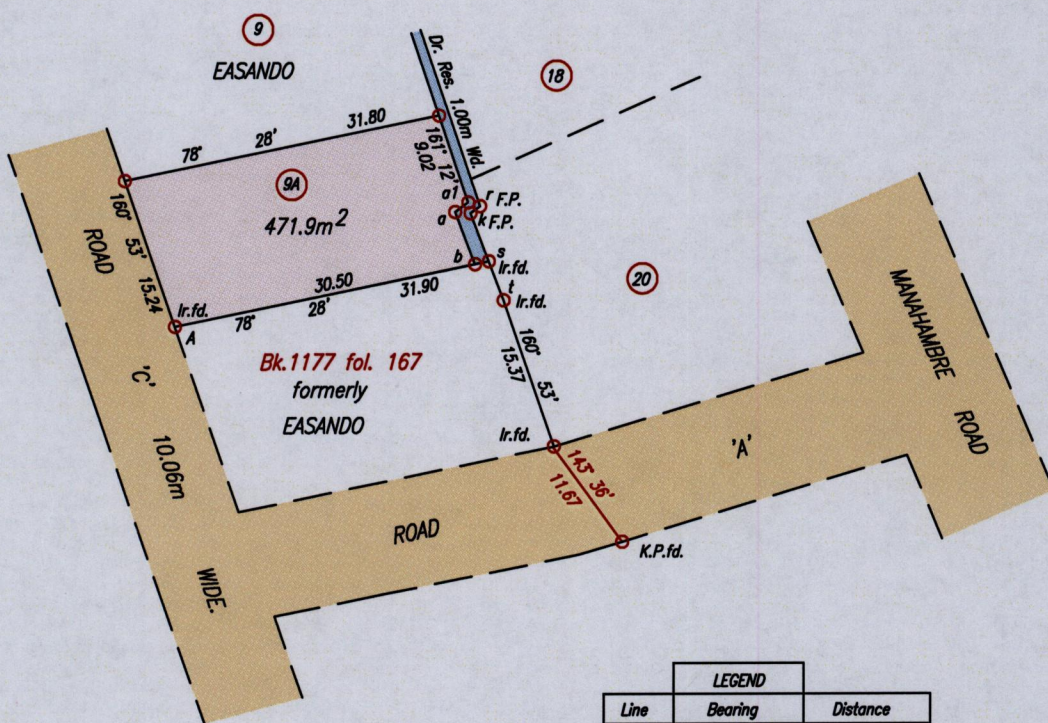 9
EASANDO
18
Dr. Res. 1.00m Wd.
31.80
78° 28'
161° 12'
9.02
9A
471.9m²
a1
r F.P.
a
k F.P.
160° 53' 15.24
ROAD
b
s
Ir.fd.
30.50
31.90
78° 28'
t
Ir.fd.
20
Ir.fd.
A
160° 53'
15.37
MANAHAMBRE ROAD
'C'
Bk.1177 fol. 167
formerly
EASANDO
Ir.fd.
10.06m
143° 36'
11.67
'A'
ROAD
K.P.fd.
WIDE.
LEGEND
Line Bearing Distance